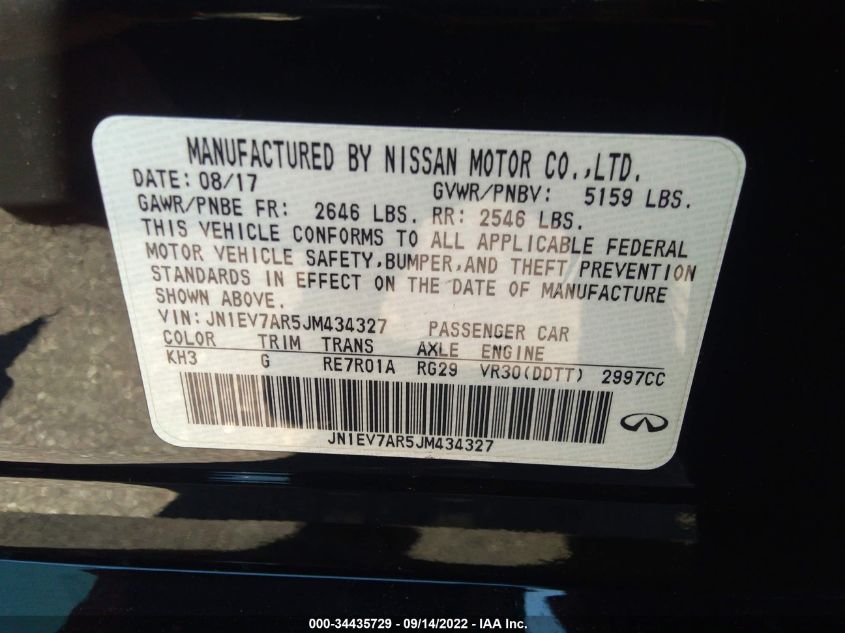 MANUFACTURED BY NISSAN MOTOR CO.,LTD.
DATE: 08/17 GVWR/PNBV: 5159 LBS.
GAWR/PNBE FR: 2646 LBS. RR: 2546 LBS.
THIS VEHICLE CONFORMS TO ALL APPLICABLE FEDERAL
MOTOR VEHICLE SAFETY,BUMPER,AND THEFT PREVENTION
STANDARDS IN EFFECT ON THE DATE OF MANUFACTURE
SHOWN ABOVE.
VIN: JN1EV7AR5JM434327 PASSENGER CAR
COLOR TRIM TRANS AXLE ENGINE
KH3 G RE7R01A RG29 VR30(DDTT) 2997CC
JN1EV7AR5JM434327
000-34435729 - 09/14/2022 - IAA Inc.